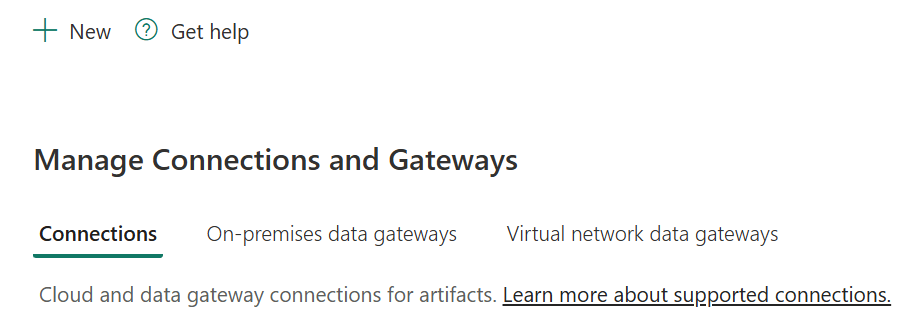 New Get help
Manage Connections and Gateways
Connections On-premises data gateways Virtual network data gateways
Cloud and data gateway connections for artifacts. Learn more about supported connections.